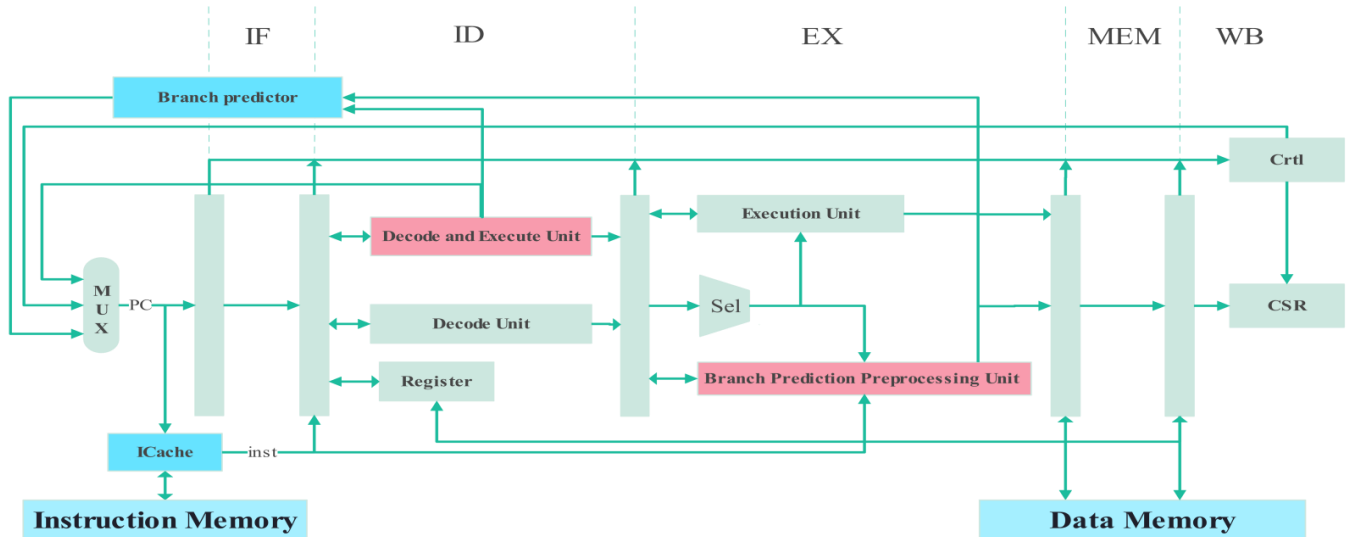 IF
ID
EX
MEM
WB
Branch predictor
Crtl
Decode and Execute Unit
Execution Unit
MUX
PC
Sel
CSR
Decode Unit
Register
Branch Prediction Preprocessing Unit
ICache
inst
Instruction Memory
Data Memory